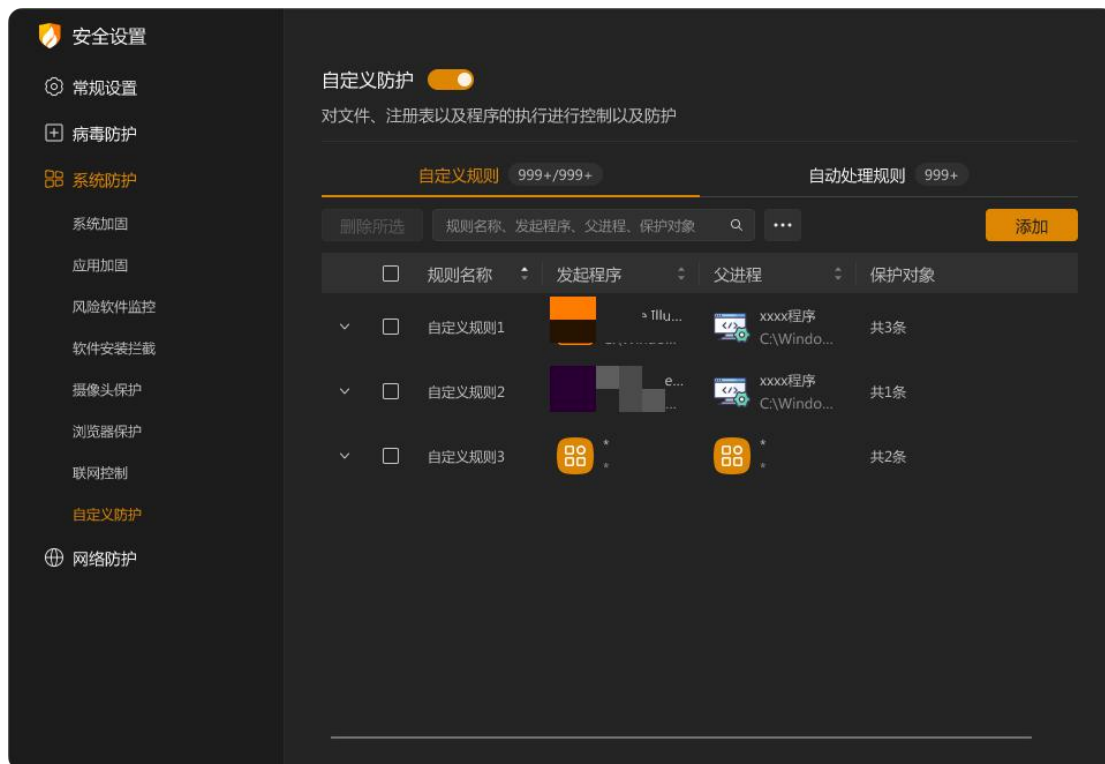 安全设置
常规设置
病毒防护
系统防护
系统加固
应用加固
风险软件监控
软件安装拦截
摄像头保护
浏览器保护
联网控制
自定义防护
网络防护
自定义防护
对文件、注册表以及程序的执行进行控制以及防护
自定义规则 999+/999+ 自动处理规则 999+
删除所选 规则名称、发起程序、父进程、保护对象 ••• 添加
规则名称 发起程序 父进程 保护对象
自定义规则1 Illu... xxxx程序 共3条
C:\Windo...
自定义规则2 e... xxxx程序 共1条
... C:\Windo...
自定义规则3 * * 共2条
* *